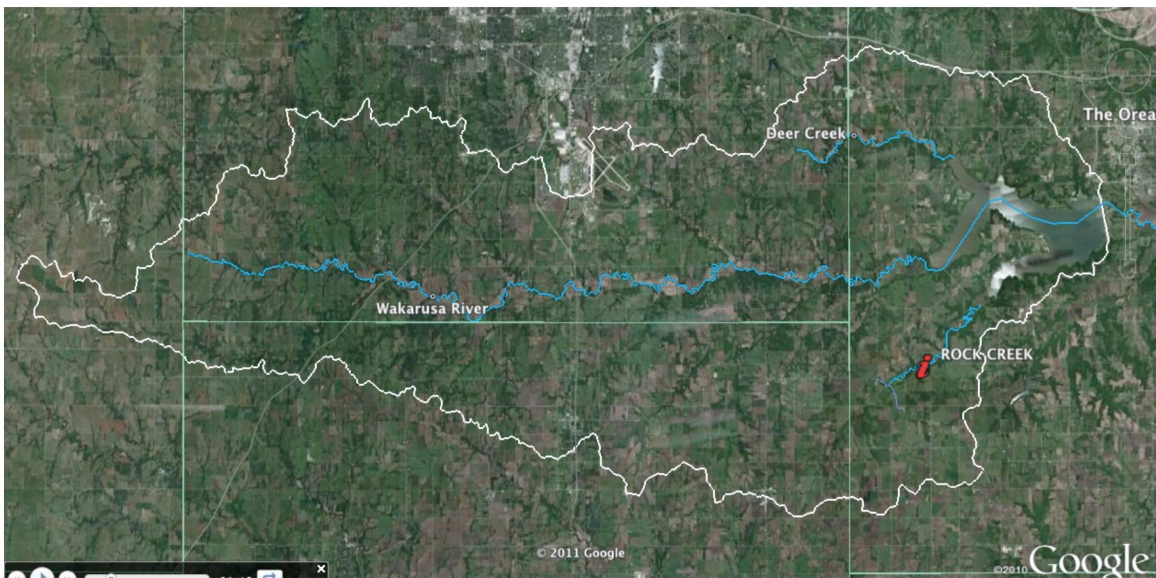 The Orea
Deer Creek
Wakarusa River
ROCK CREEK
© 2011 Google
©2010 Google